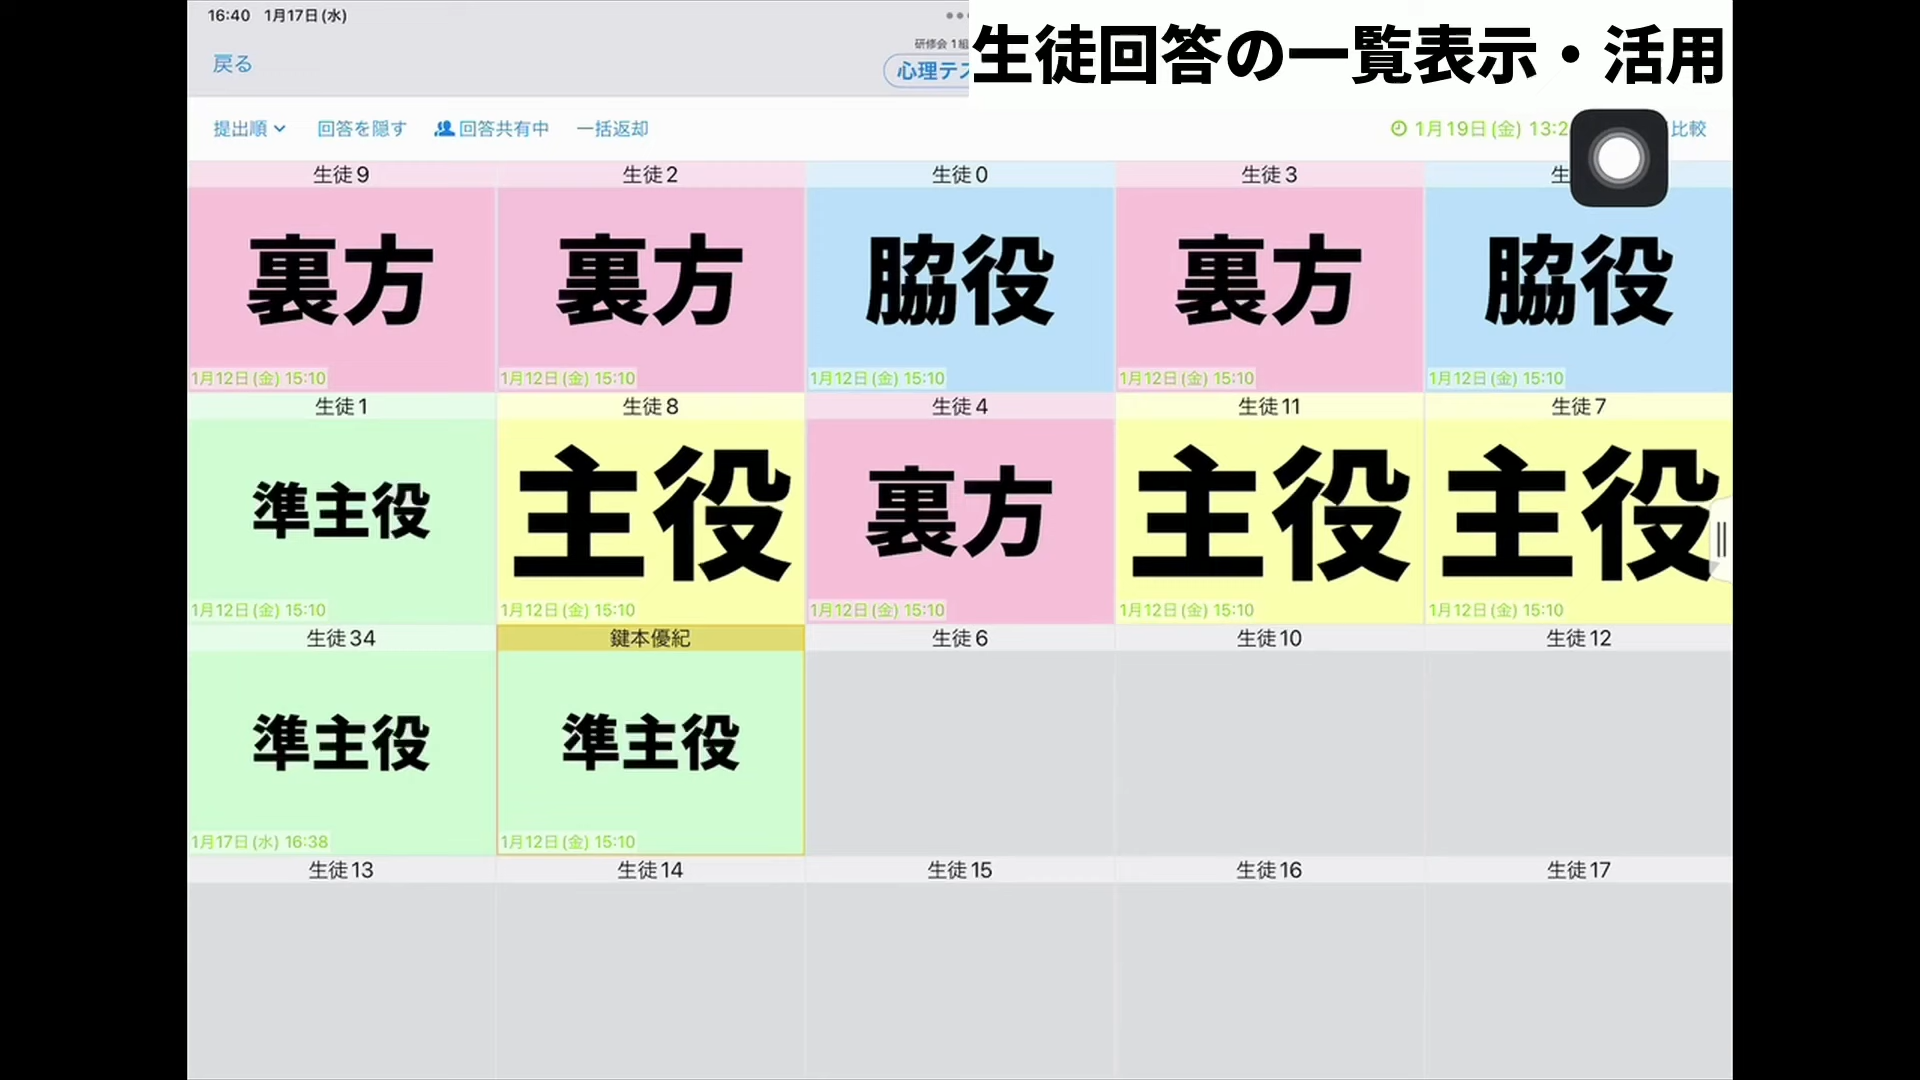 16:40 1月17日(水)
研修会 1組
生徒回答の一覧表示・活用
戻る
心理テス
提出順 回答を隠す 回答共有中 一括返却 1月19日(金) 13:2 比較
生徒9 生徒2 生徒0 生徒3 生
裏方 裏方 脇役 裏方 脇役
1月12日(金) 15:10 1月12日(金) 15:10 1月12日(金) 15:10 1月12日(金) 15:10 1月12日(金) 15:10
生徒1 生徒8 生徒4 生徒11 生徒7
準主役 主役 裏方 主役 主役
1月12日(金) 15:10 1月12日(金) 15:10 1月12日(金) 15:10 1月12日(金) 15:10 1月12日(金) 15:10
生徒34 鍵本優紀 生徒6 生徒10 生徒12
準主役 準主役
1月17日(水) 16:38 1月12日(金) 15:10
生徒13 生徒14 生徒15 生徒16 生徒17